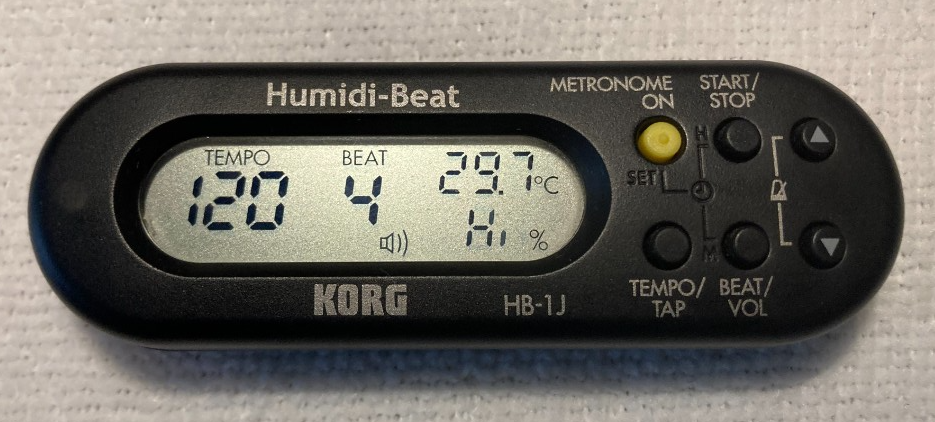 Humidi-Beat
METRONOME ON
START/ STOP
TEMPO
BEAT
120
4
29.7°C
Hi %
SET
H
M
KORG
HB-1J
TEMPO/ TAP
BEAT/ VOL